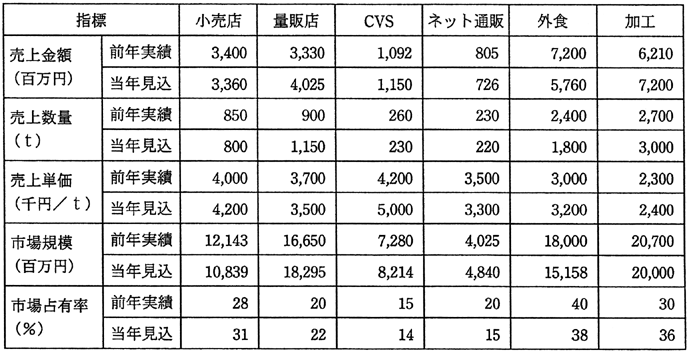 指標 小売店 量販店 CVS ネット通販 外食 加工
売上金額（百万円） 前年実績 3,400 3,330 1,092 805 7,200 6,210
当年見込 3,360 4,025 1,150 726 5,760 7,200
売上数量（ｔ） 前年実績 850 900 260 230 2,400 2,700
当年見込 800 1,150 230 220 1,800 3,000
売上単価（千円／ｔ） 前年実績 4,000 3,700 4,200 3,500 3,000 2,300
当年見込 4,200 3,500 5,000 3,300 3,200 2,400
市場規模（百万円） 前年実績 12,143 16,650 7,280 4,025 18,000 20,700
当年見込 10,839 18,295 8,214 4,840 15,158 20,000
市場占有率（％） 前年実績 28 20 15 20 40 30
当年見込 31 22 14 15 38 36